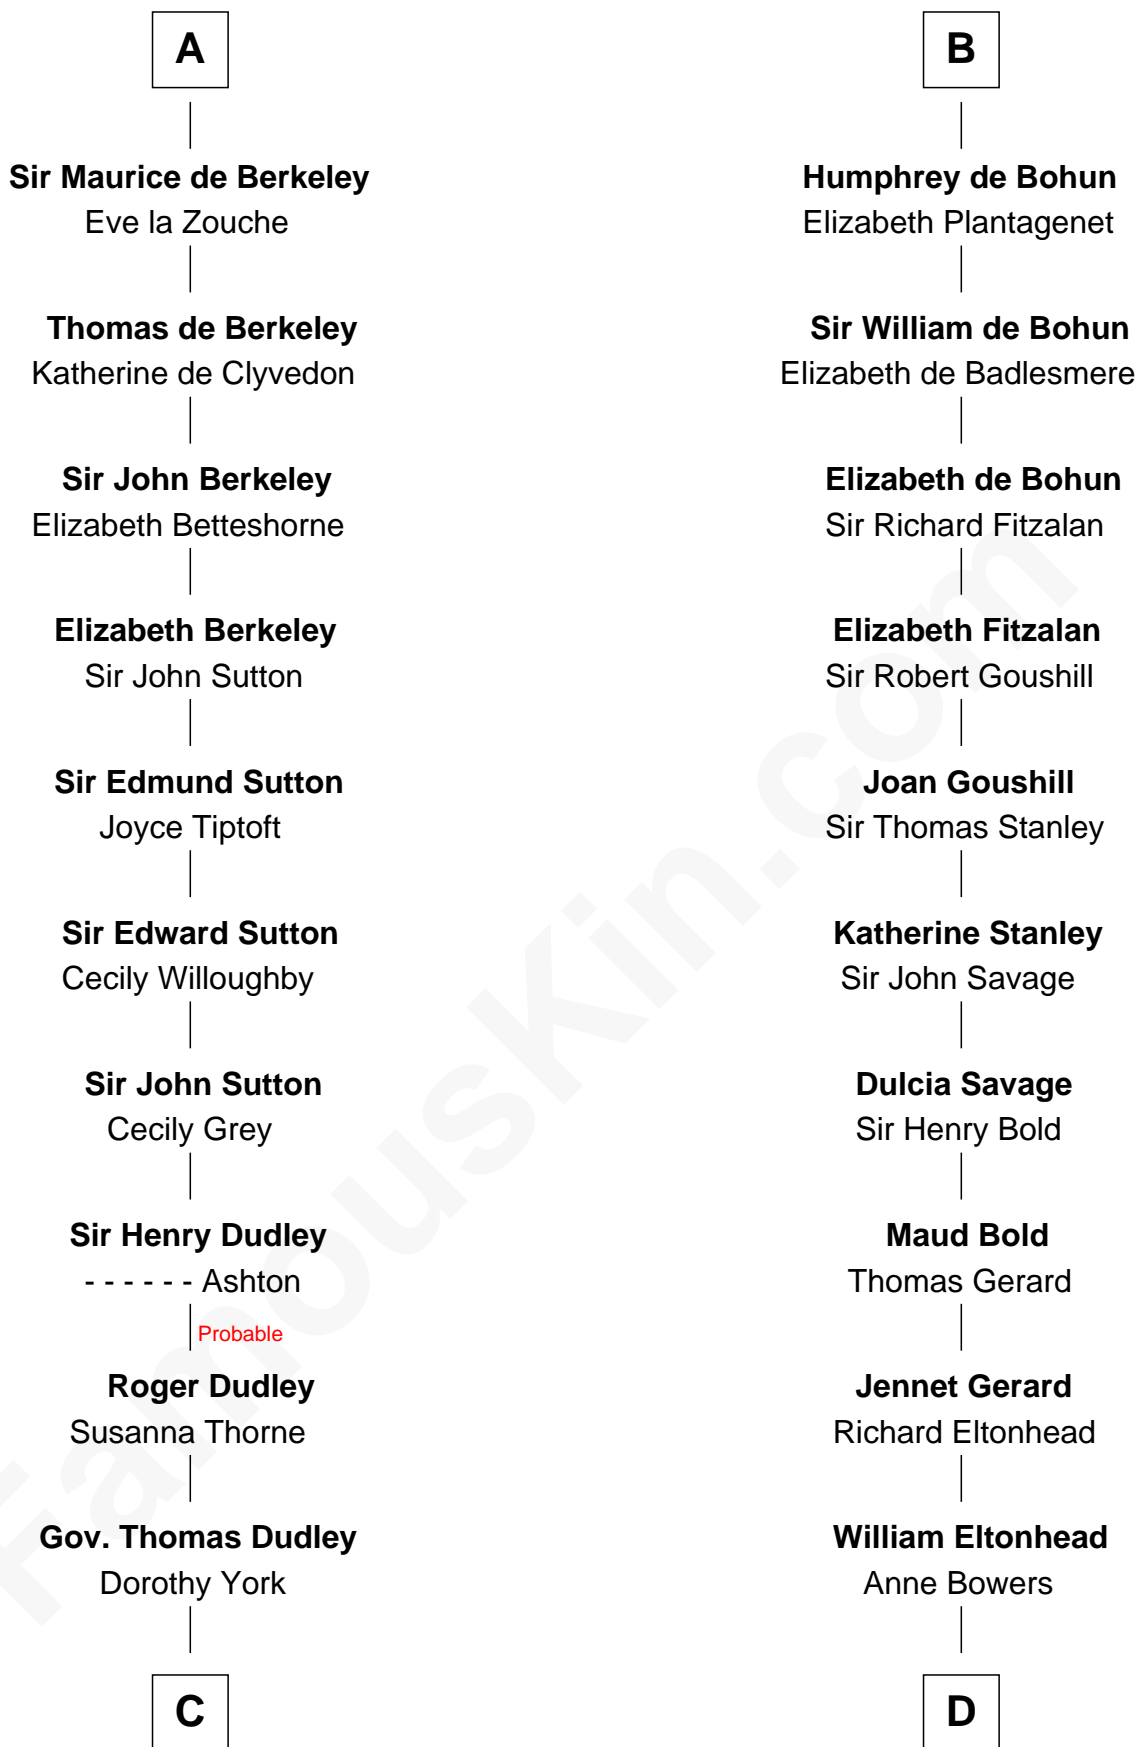 A
Sir Maurice de Berkeley
Eve la Zouche
Thomas de Berkeley
Katherine de Clyvedon
Sir John Berkeley
Elizabeth Betteshorne
Elizabeth Berkeley
Sir John Sutton
Sir Edmund Sutton
Joyce Tiptoft
Sir Edward Sutton
Cecily Willoughby
Sir John Sutton
Cecily Grey
Sir Henry Dudley
- - - - - - Ashton
Probable
Roger Dudley
Susanna Thorne
Gov. Thomas Dudley
Dorothy York
C
B
Humphrey de Bohun
Elizabeth Plantagenet
Sir William de Bohun
Elizabeth de Badlesmere
Elizabeth de Bohun
Sir Richard Fitzalan
Elizabeth Fitzalan
Sir Robert Goushill
Joan Goushill
Sir Thomas Stanley
Katherine Stanley
Sir John Savage
Dulcia Savage
Sir Henry Bold
Maud Bold
Thomas Gerard
Jennet Gerard
Richard Eltonhead
William Eltonhead
Anne Bowers
D
FamousKin.com